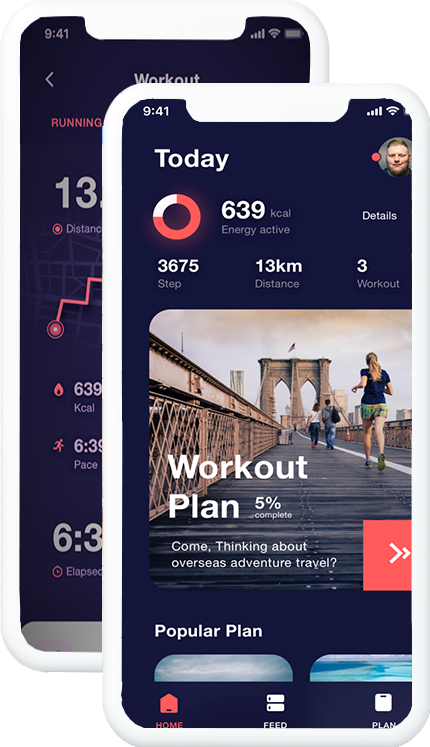 9:41
Workout
RUNNING
13.
Distanc
639
Kcal
6:39
Pace
6:3
Elapsed
9:41
Today
639 kcal
Energy active
Details
3675
Step
13km
Distance
3
Workout
Workout
Plan 5%
complete
Come, Thinking about
overseas adventure travel?
Popular Plan
HOME
FEED
PLAN